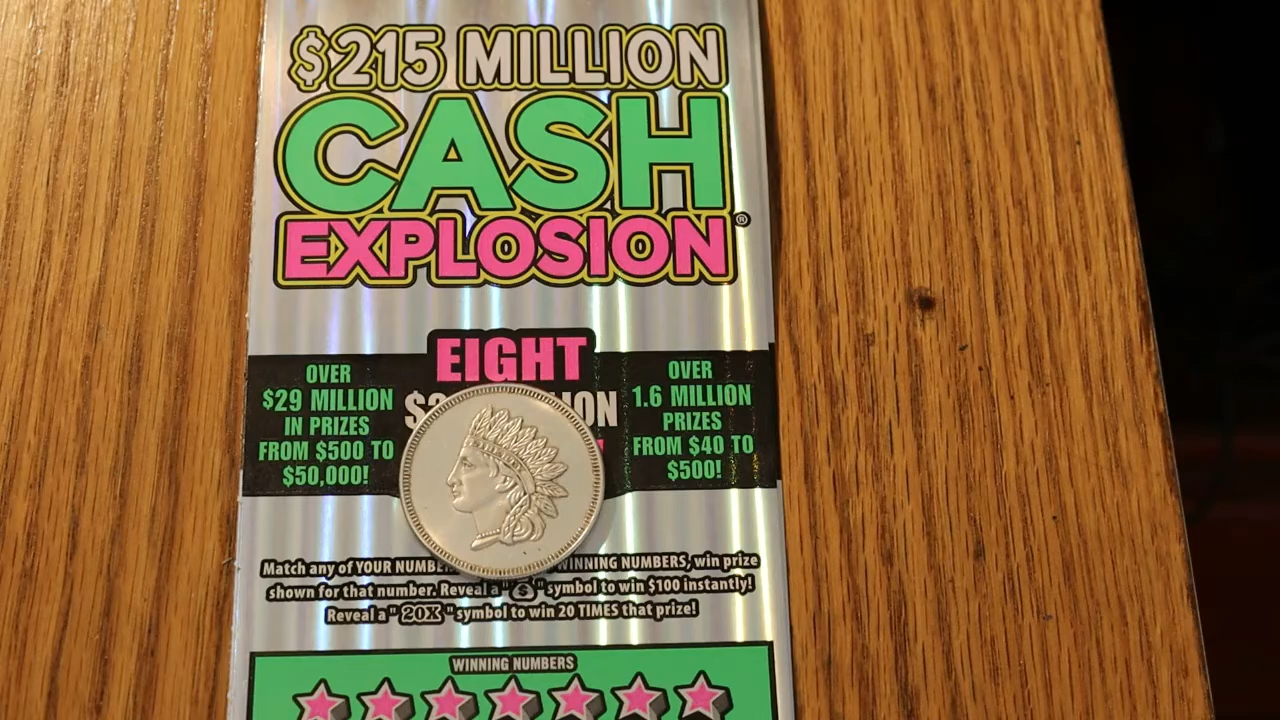 $215 MILLION
CASH
EXPLOSION®
EIGHT
OVER
$29 MILLION
IN PRIZES
FROM $500 TO
$50,000!
OVER
1.6 MILLION
PRIZES
FROM $40 TO
$500!
Match any of YOUR WINNING NUMBERS, win prize
shown for that number. Reveal a " " symbol to win $100 instantly!
Reveal a " 20X " symbol to win 20 TIMES that prize!
WINNING NUMBERS